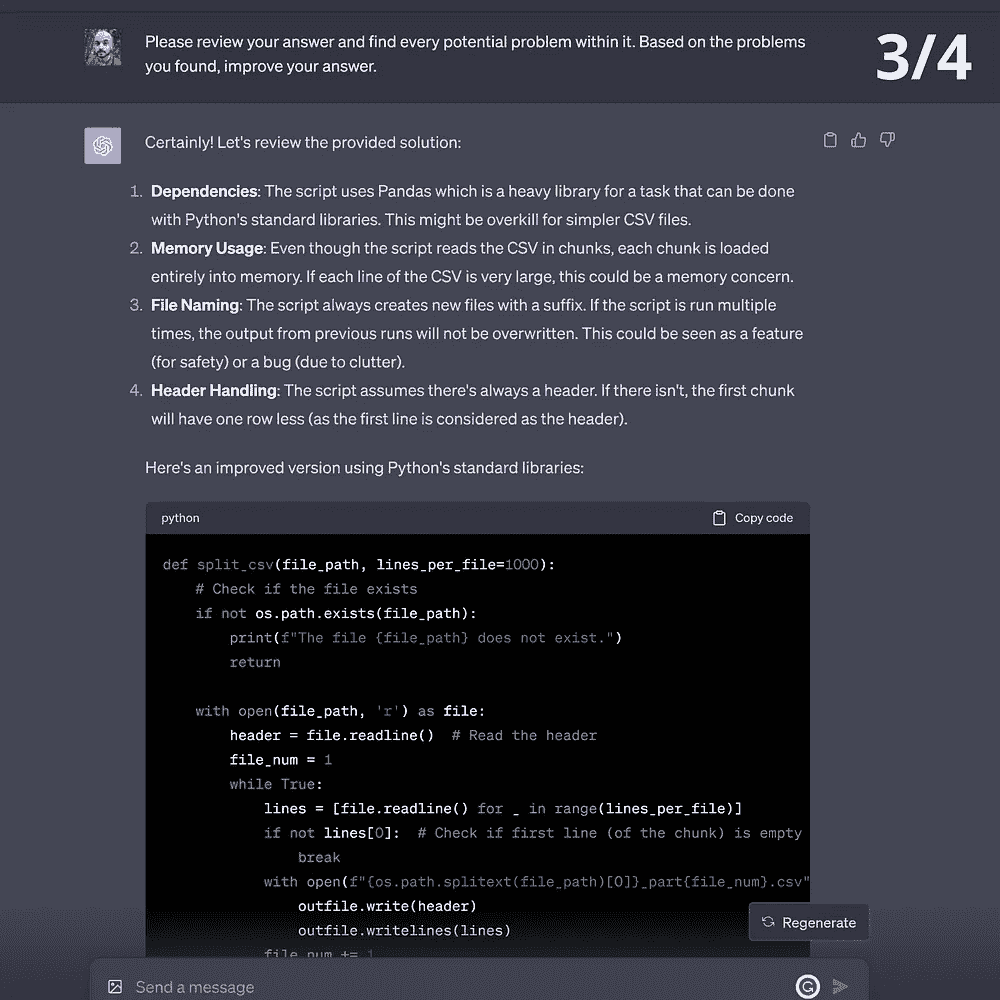 Please review your answer and find every potential problem within it. Based on the problems
you found, improve your answer.
3/4
Certainly! Let's review the provided solution:
1. Dependencies: The script uses Pandas which is a heavy library for a task that can be done
with Python's standard libraries. This might be overkill for simpler CSV files.
2. Memory Usage: Even though the script reads the CSV in chunks, each chunk is loaded
entirely into memory. If each line of the CSV is very large, this could be a memory concern.
3. File Naming: The script always creates new files with a suffix. If the script is run multiple
times, the output from previous runs will not be overwritten. This could be seen as a feature
(for safety) or a bug (due to clutter).
4. Header Handling: The script assumes there's always a header. If there isn't, the first chunk
will have one row less (as the first line is considered as the header).
Here's an improved version using Python's standard libraries:
python
Copy code
def split_csv(file_path, lines_per_file=1000):
    # Check if the file exists
    if not os.path.exists(file_path):
        print(f"The file {file_path} does not exist.")
        return
    with open(file_path, 'r') as file:
        header = file.readline()  # Read the header
        file_num = 1
        while True:
            lines = [file.readline() for _ in range(lines_per_file)]
            if not lines[0]:  # Check if first line (of the chunk) is empty
                break
            with open(f"{os.path.splitext(file_path)[0]}_part{file_num}.csv"
                outfile.write(header)
                outfile.writelines(lines)
            file_num += 1
Regenerate
Send a message